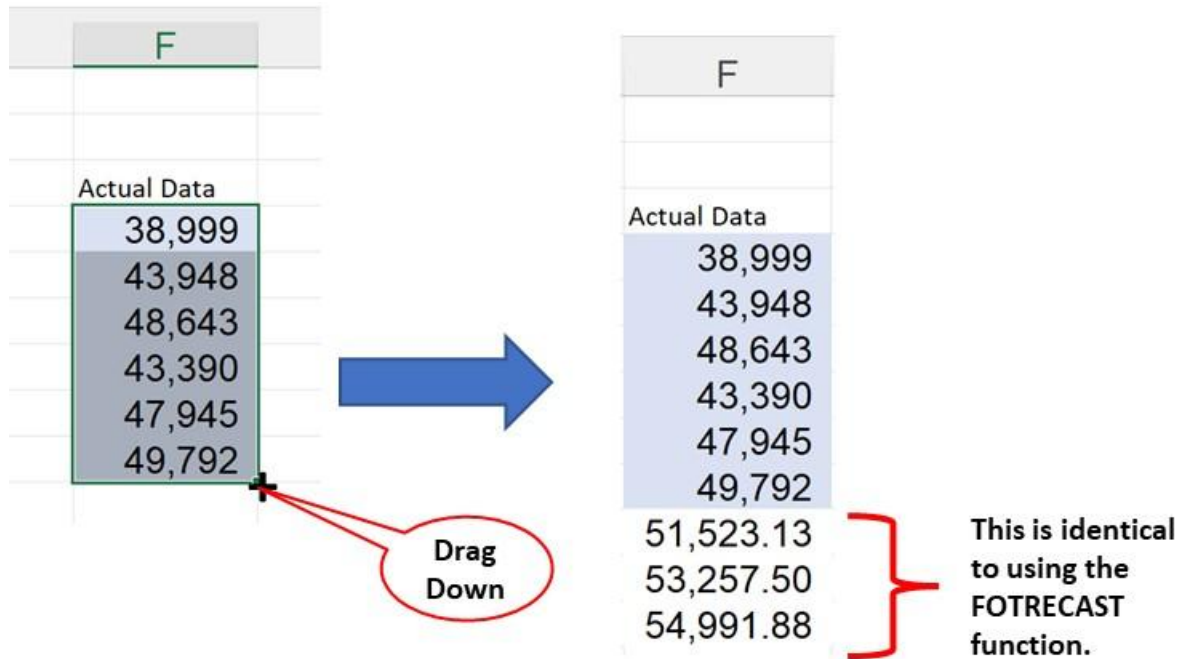 F
Actual Data
38,999
43,948
48,643
43,390
47,945
49,792
Drag
Down
F
Actual Data
38,999
43,948
48,643
43,390
47,945
49,792
51,523.13
53,257.50
54,991.88
This is identical
to using the
FOTRECAST
function.